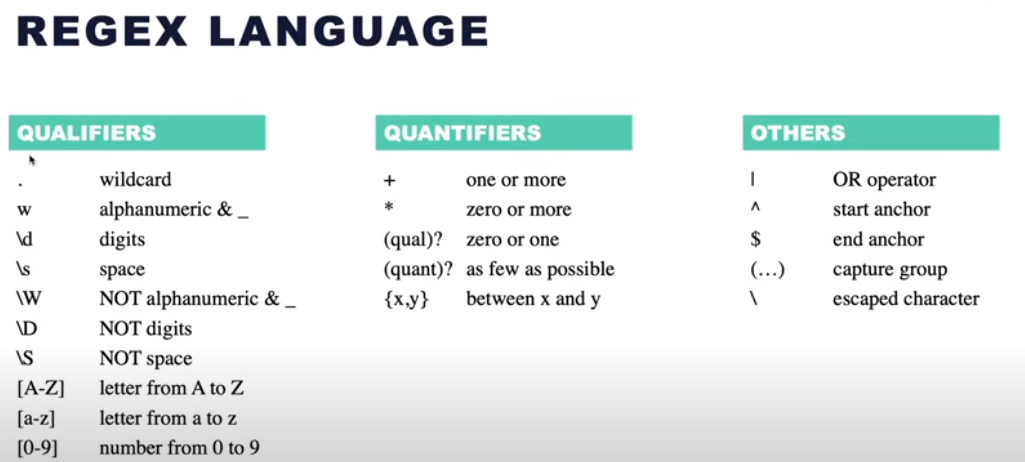 REGEX LANGUAGE
QUALIFIERS
. wildcard
w alphanumeric & _
\d digits
\s space
\W NOT alphanumeric & _
\D NOT digits
\S NOT space
[A-Z] letter from A to Z
[a-z] letter from a to z
[0-9] number from 0 to 9
QUANTIFIERS
+ one or more
* zero or more
(qual)? zero or one
(quant)? as few as possible
{x,y} between x and y
OTHERS
| OR operator
^ start anchor
$ end anchor
(...) capture group
\ escaped character